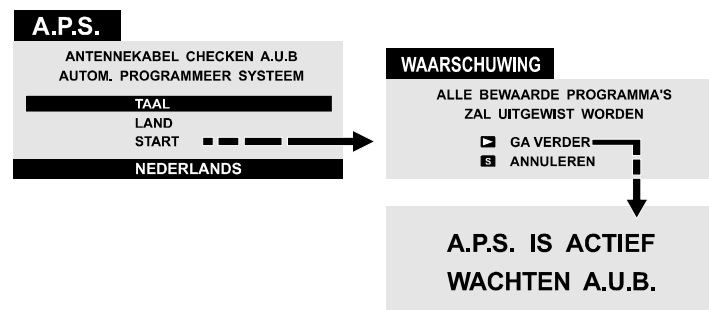 A.P.S.
ANTENNEKABEL CHECKEN A.U.B
AUTOM. PROGRAMMEER SYSTEEM
TAAL
LAND
START
NEDERLANDS
WAARSCHUWING
ALLE BEWAARDE PROGRAMMA'S
ZAL UITGEWIST WORDEN
GA VERDER
S ANNULEREN
A.P.S. IS ACTIEF
WACHTEN A.U.B.